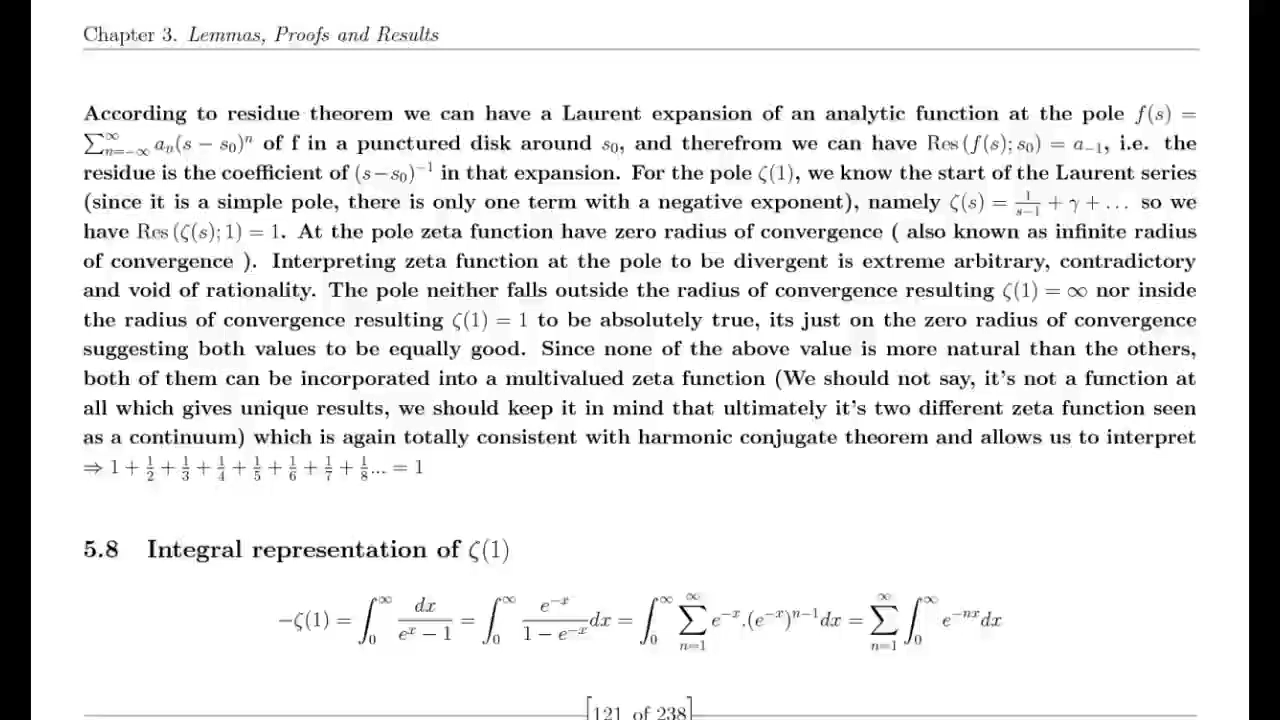 Chapter 3. Lemmas, Proofs and Results
According to residue theorem we can have a Laurent expansion of an analytic function at the pole f(s) =
∑_{n=−∞}^{∞} a_n(s − s_0)^n of f in a punctured disk around s_0, and therefrom we can have Res (f(s); s_0) = a_{−1}, i.e. the
residue is the coefficient of (s−s_0)^{−1} in that expansion. For the pole ζ(1), we know the start of the Laurent series
(since it is a simple pole, there is only one term with a negative exponent), namely ζ(s) = \frac{1}{s−1} + γ + ... so we
have Res (ζ(s); 1) = 1. At the pole zeta function have zero radius of convergence ( also known as infinite radius
of convergence ). Interpreting zeta function at the pole to be divergent is extreme arbitrary, contradictory
and void of rationality. The pole neither falls outside the radius of convergence resulting ζ(1) = ∞ nor inside
the radius of convergence resulting ζ(1) = 1 to be absolutely true, its just on the zero radius of convergence
suggesting both values to be equally good. Since none of the above value is more natural than the others,
both of them can be incorporated into a multivalued zeta function (We should not say, it's not a function at
all which gives unique results, we should keep it in mind that ultimately it's two different zeta function seen
as a continuum) which is again totally consistent with harmonic conjugate theorem and allows us to interpret
⇒ 1 + \frac{1}{2} + \frac{1}{3} + \frac{1}{4} + \frac{1}{5} + \frac{1}{6} + \frac{1}{7} + \frac{1}{8}... = 1
5.8 Integral representation of ζ(1)
−ζ(1) = ∫_0^∞ \frac{dx}{e^x − 1} = ∫_0^∞ \frac{e^{−x}}{1 − e^{−x}} dx = ∫_0^∞ ∑_{n=1}^∞ e^{−x}.(e^{−x})^{n−1} dx = ∑_{n=1}^∞ ∫_0^∞ e^{−nx} dx
[121 of 238]